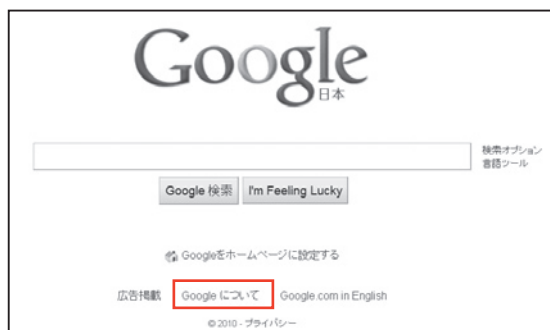 Google
日本
検索オプション
言語ツール
Google 検索 I'm Feeling Lucky
Googleをホームページに設定する
広告掲載 Google について Google.com in English
© 2010 - プライバシー